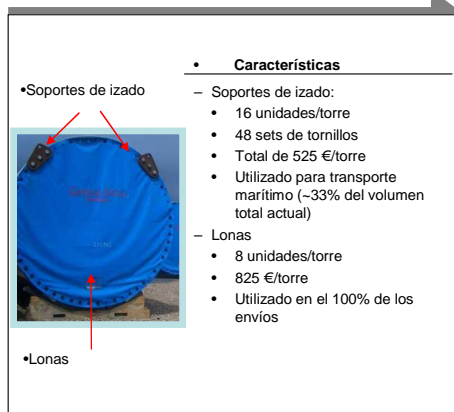 • Características
•Soportes de izado
– Soportes de izado:
• 16 unidades/torre
• 48 sets de tornillos
• Total de 525 €/torre
• Utilizado para transporte
marítimo (~33% del volumen
total actual)
– Lonas
• 8 unidades/torre
• 825 €/torre
• Utilizado en el 100% de los
envíos
•Lonas